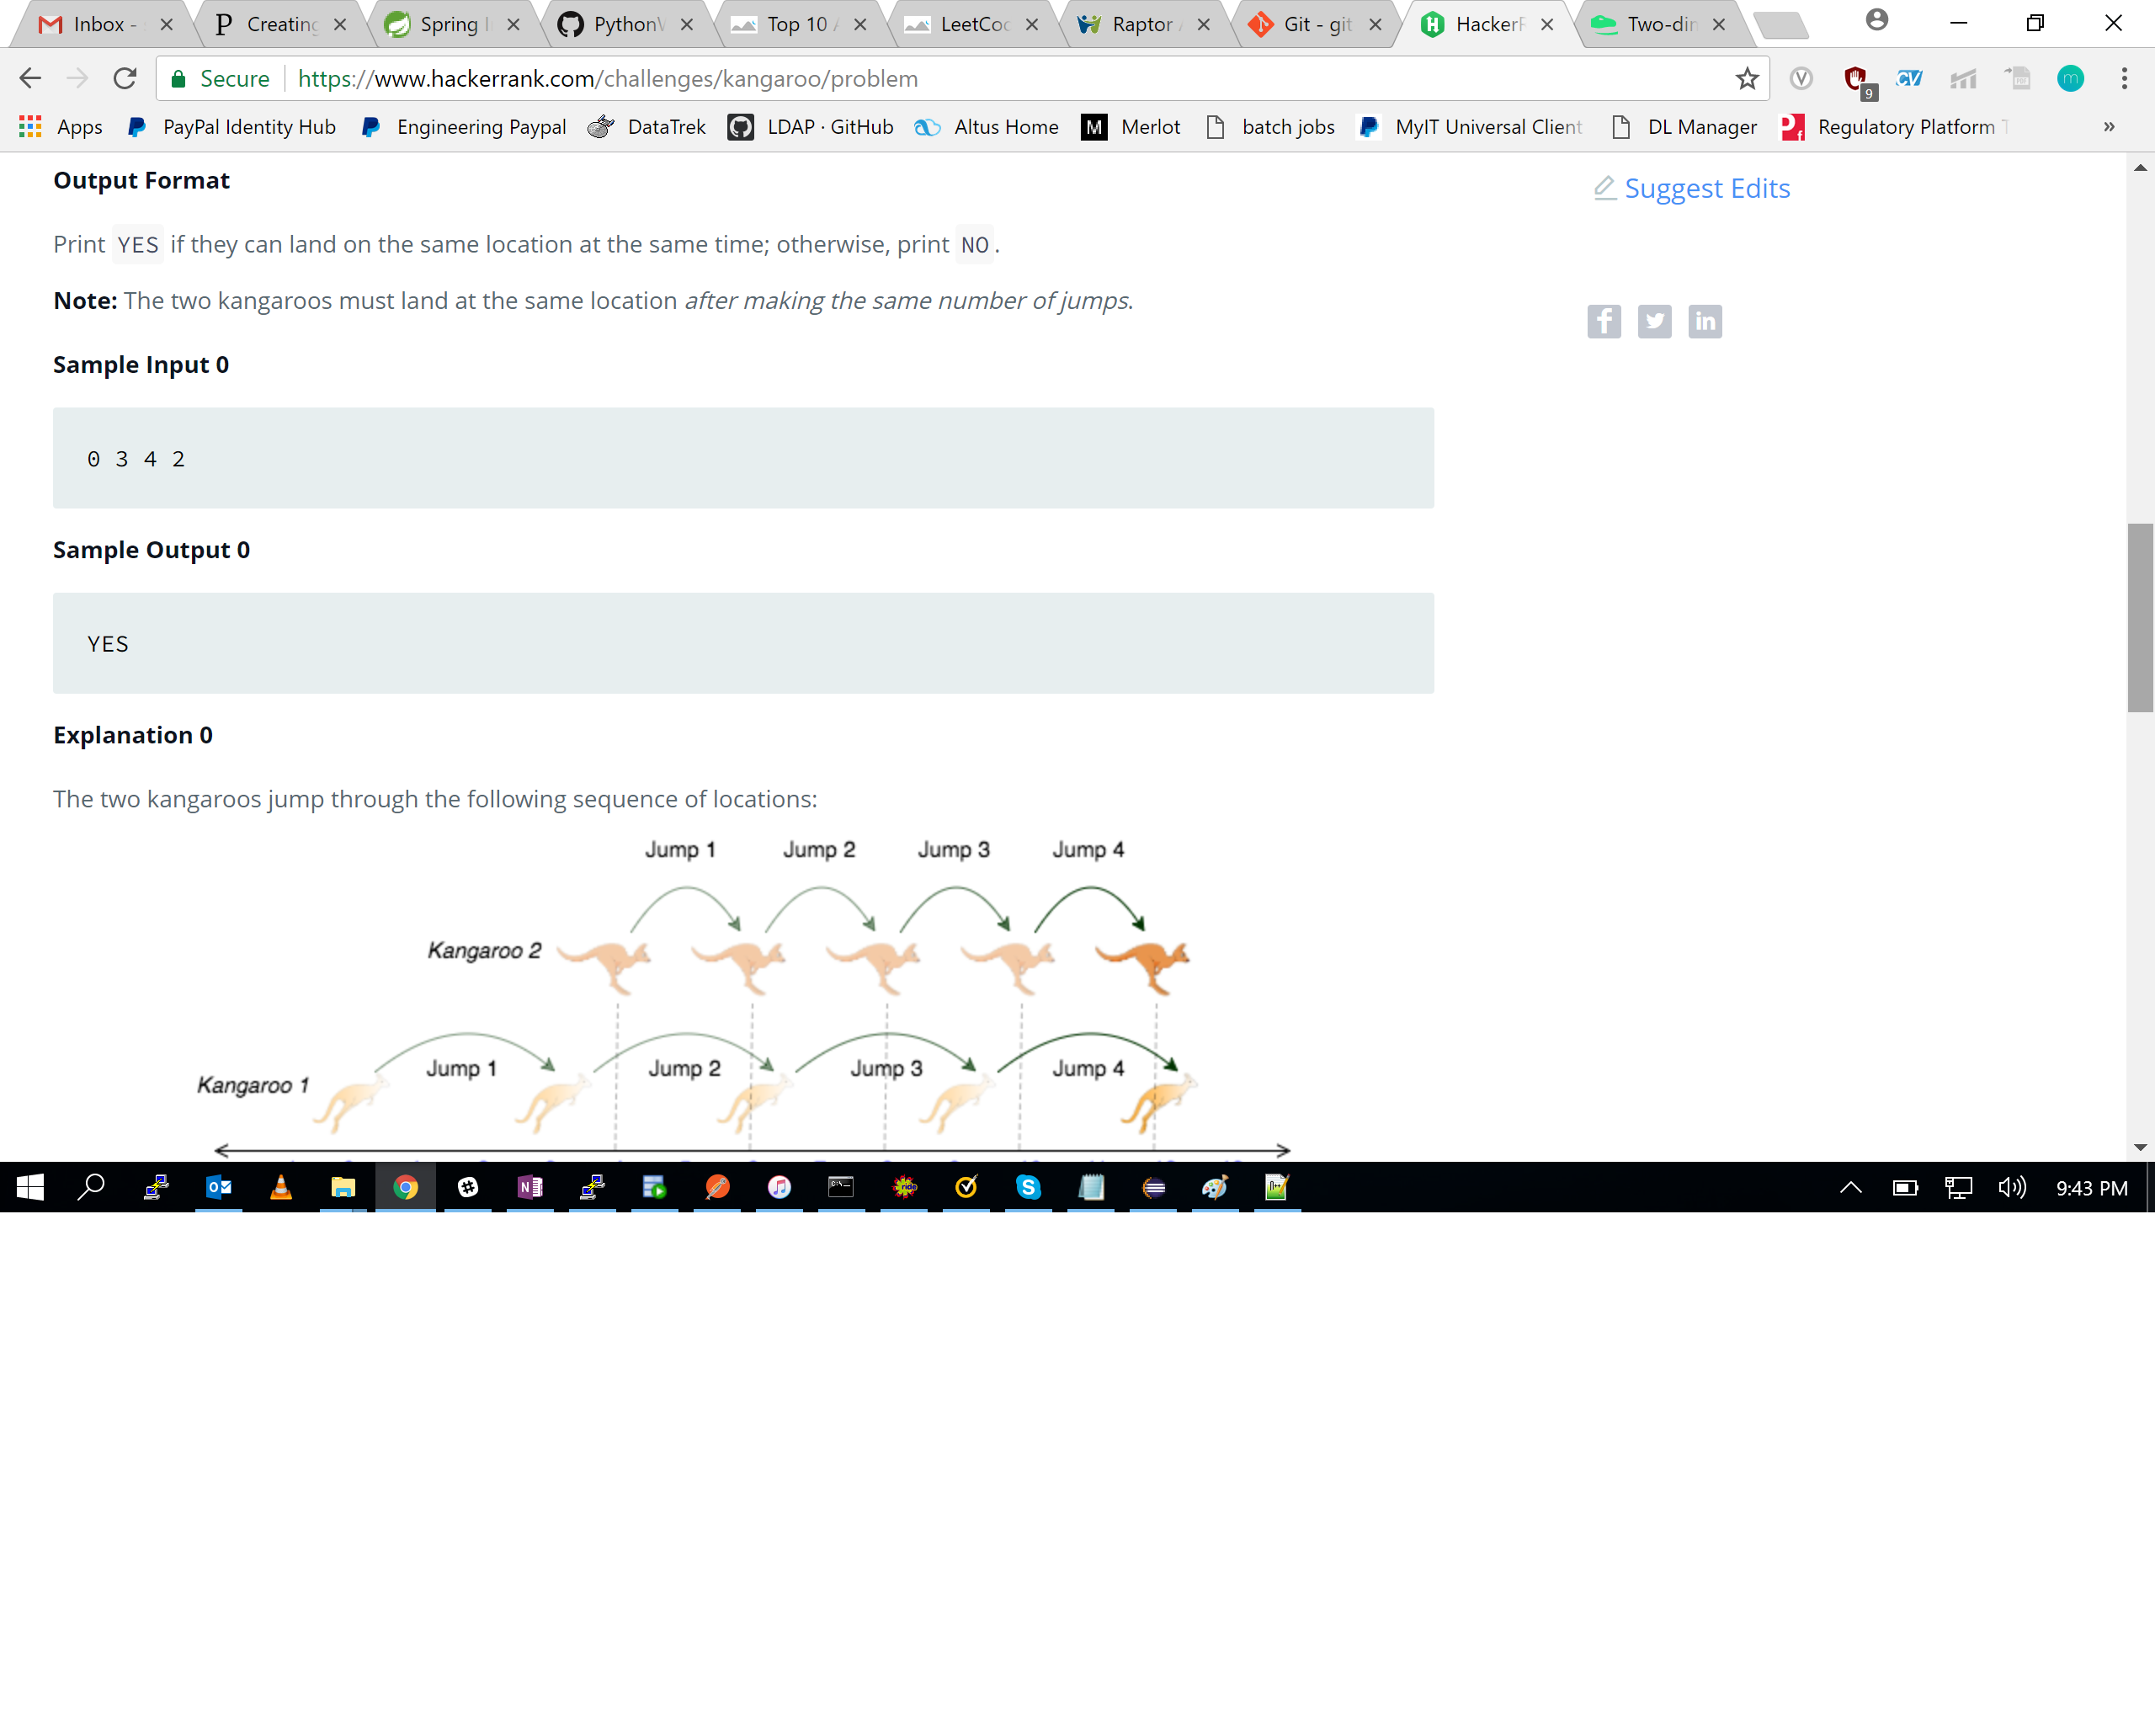 Inbox -
Creating
Spring I
PythonW
Top 10 A
LeetCoc
Raptor
Git - git
HackerR
Two-din
Secure https://www.hackerrank.com/challenges/kangaroo/problem
9
CV
m
Apps PayPal Identity Hub Engineering Paypal DataTrek LDAP · GitHub Altus Home Merlot batch jobs MyIT Universal Client DL Manager Regulatory Platform T »
Output Format
Suggest Edits
Print YES if they can land on the same location at the same time; otherwise, print NO.
Note: The two kangaroos must land at the same location after making the same number of jumps.
Sample Input 0
0 3 4 2
Sample Output 0
YES
Explanation 0
The two kangaroos jump through the following sequence of locations:
Jump 1 Jump 2 Jump 3 Jump 4
Kangaroo 2
Jump 1 Jump 2 Jump 3 Jump 4
Kangaroo 1
9:43 PM